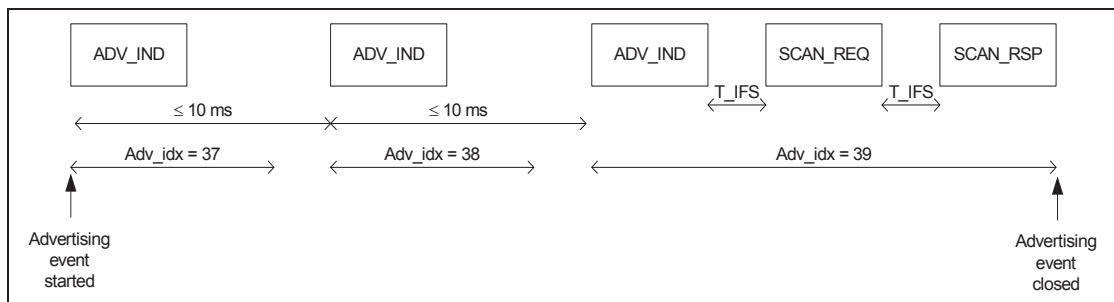 ADV_IND
ADV_IND
ADV_IND
SCAN_REQ
SCAN_RSP
T_IFS
T_IFS
≤ 10 ms
≤ 10 ms
Adv_idx = 37
Adv_idx = 38
Adv_idx = 39
Advertising
event
started
Advertising
event
closed